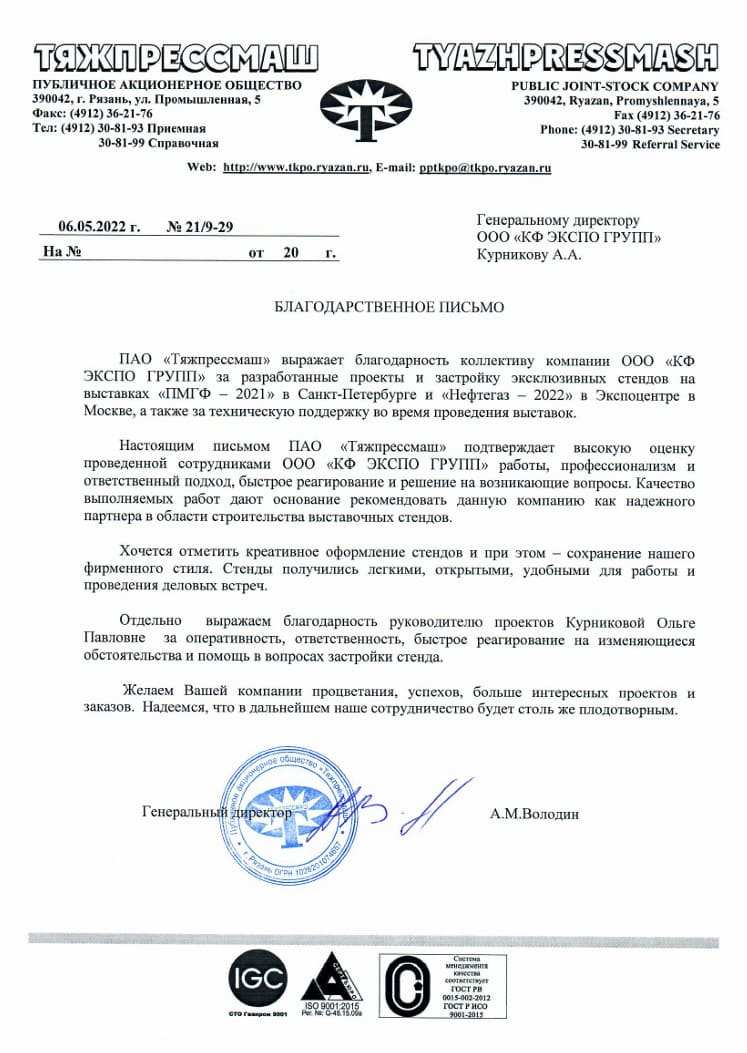 ТЯЖПРЕССМАШ
ПУБЛИЧНОЕ АКЦИОНЕРНОЕ ОБЩЕСТВО
390042, г. Рязань, ул. Промышленная, 5
Факс: (4912) 36-21-76
Тел: (4912) 30-81-93 Приемная
30-81-99 Справочная
TYAZHPRESSMASH
PUBLIC JOINT-STOCK COMPANY
390042, Ryazan, Promyshlennaya, 5
Fax (4912) 36-21-76
Phone: (4912) 30-81-93 Secretary
30-81-99 Referral Service
Web: http://www.tkpo.ryazan.ru, E-mail: pptkpo@tkpo.ryazan.ru
06.05.2022 г. № 21/9-29
На № от 20 г.
Генеральному директору
ООО «КФ ЭКСПО ГРУПП»
Курникову А.А.
БЛАГОДАРСТВЕННОЕ ПИСЬМО
ПАО «Тяжпрессмаш» выражает благодарность коллективу компании ООО «КФ
ЭКСПО ГРУПП» за разработанные проекты и застройку эксклюзивных стендов на
выставках «ПМГФ – 2021» в Санкт-Петербурге и «Нефтегаз – 2022» в Экспоцентре в
Москве, а также за техническую поддержку во время проведения выставок.
Настоящим письмом ПАО «Тяжпрессмаш» подтверждает высокую оценку
проведенной сотрудниками ООО «КФ ЭКСПО ГРУПП» работы, профессионализм и
ответственный подход, быстрое реагирование и решение на возникающие вопросы. Качество
выполняемых работ дают основание рекомендовать данную компанию как надежного
партнера в области строительства выставочных стендов.
Хочется отметить креативное оформление стендов и при этом – сохранение нашего
фирменного стиля. Стенды получились легкими, открытыми, удобными для работы и
проведения деловых встреч.
Отдельно выражаем благодарность руководителю проектов Курниковой Ольге
Павловне за оперативность, ответственность, быстрое реагирование на изменяющиеся
обстоятельства и помощь в вопросах застройки стенда.
Желаем Вашей компании процветания, успехов, больше интересных проектов и
заказов. Надеемся, что в дальнейшем наше сотрудничество будет столь же плодотворным.
Генеральный директор
А.М.Володин
Публичное акционерное общество «Тяжпрессмаш»
ТЯЖПРЕССМАШ
г. Рязань ОГРН 1026201074657
IGC
СТО Газпром 9001
СЕРТБЮРО
ISO 9001:2015
Рег. №: Q-48.15.09a
Система
менеджмента
качества
соответствует
ГОСТ РВ
0015-002-2012
ГОСТ Р ИСО
9001-2015